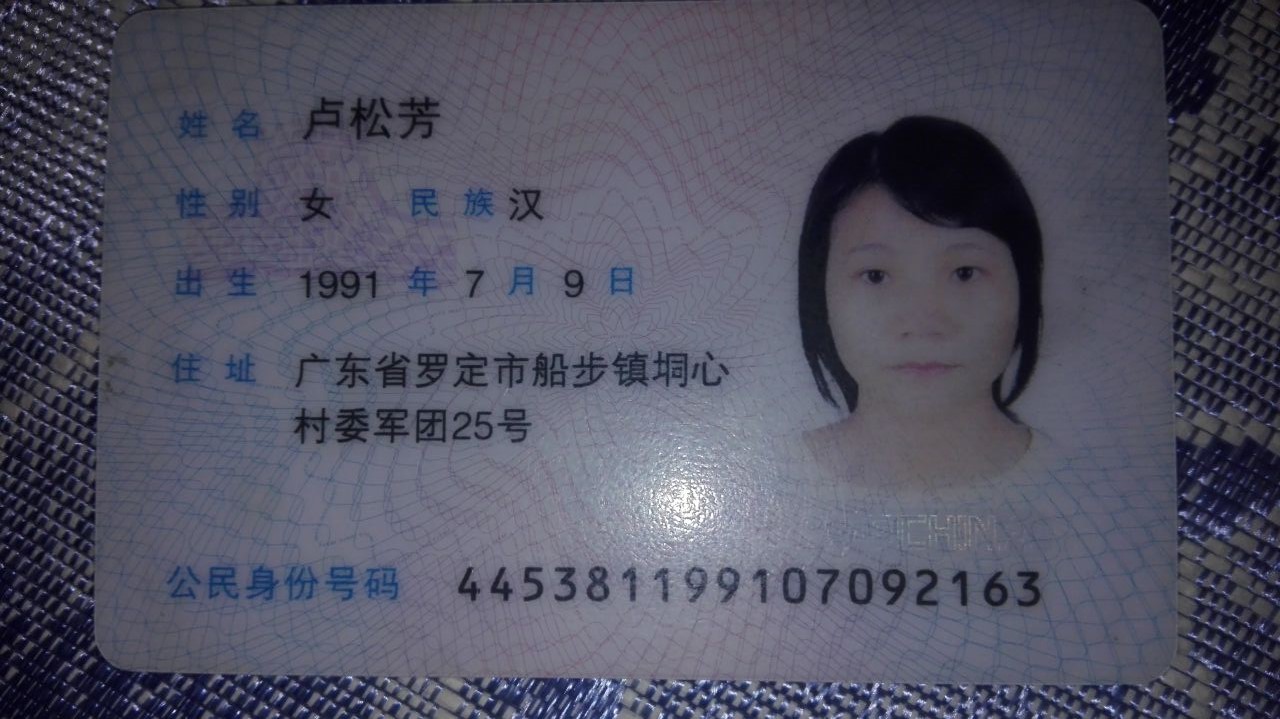 姓名 卢松芳
性别 女 民族 汉
出生 1991 年 7 月 9 日
住址 广东省罗定市船步镇垌心
村委军团25号
公民身份号码 445381199107092163